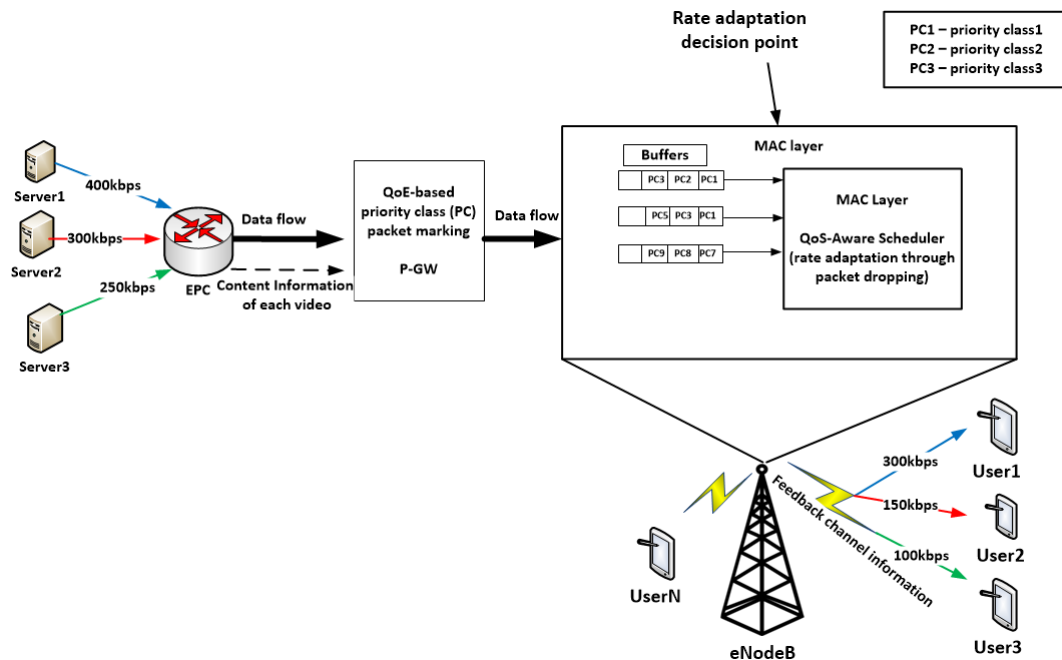 Rate adaptation
decision point
PC1 – priority class1
PC2 – priority class2
PC3 – priority class3
Server1
Server2
Server3
400kbps
300kbps
250kbps
EPC
Data flow
Content Information
of each video
QoE-based
priority class (PC)
packet marking
P-GW
Data flow
MAC layer
Buffers
PC3 PC2 PC1
PC5 PC3 PC1
PC9 PC8 PC7
MAC Layer
QoS-Aware Scheduler
(rate adaptation through
packet dropping)
UserN
eNodeB
Feedback channel information
300kbps
150kbps
100kbps
User1
User2
User3